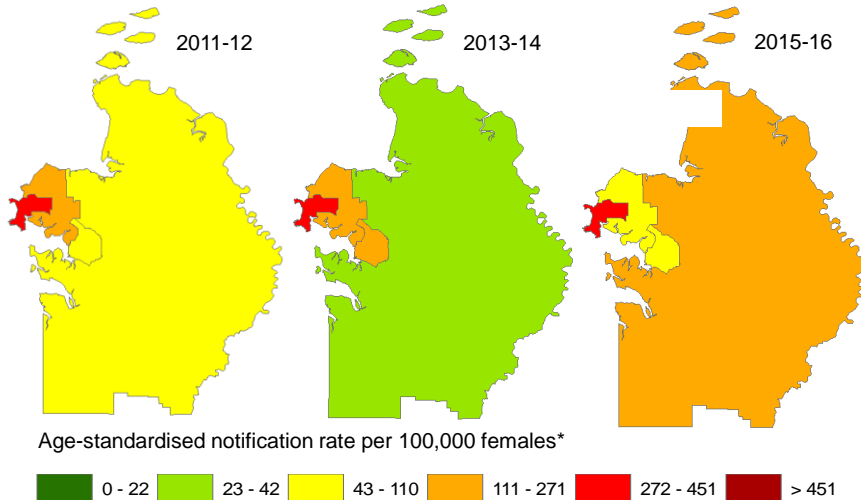 2011-12
2013-14
2015-16
Age-standardised notification rate per 100,000 females*
0 - 22
23 - 42
43 - 110
111 - 271
272 - 451
> 451